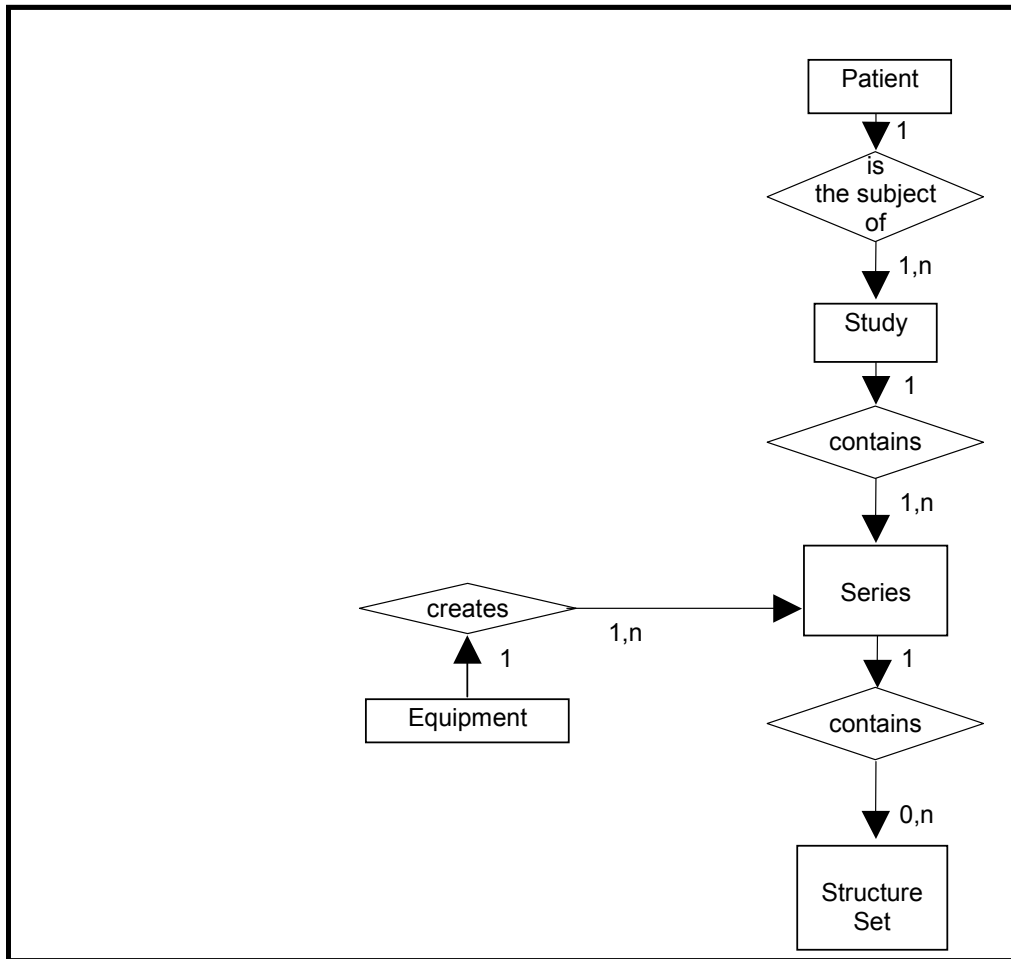 Patient
1
is
the subject
of
1,n
Study
1
contains
1,n
Series
creates
1,n
1
Equipment
1
contains
0,n
Structure
Set